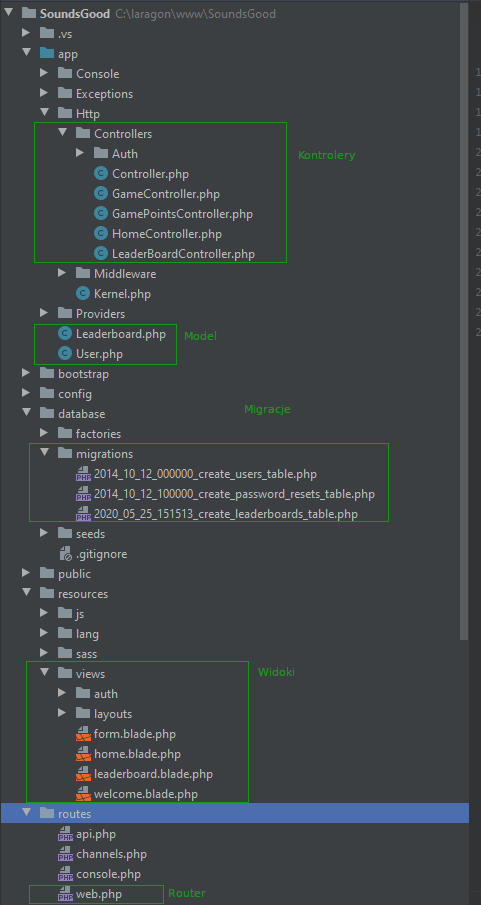 SoundsGood C:\laragon\www\SoundsGood
.vs
app
Console
Exceptions
Http
Controllers
Auth Kontrolery
Controller.php
GameController.php
GamePointsController.php
HomeController.php
LeaderBoardController.php
Middleware
Kernel.php
Providers
Leaderboard.php Model
User.php
bootstrap
config
database Migracje
factories
migrations
2014_10_12_000000_create_users_table.php
2014_10_12_100000_create_password_resets_table.php
2020_05_25_151513_create_leaderboards_table.php
seeds
.gitignore
public
resources
js
lang
sass
views Widoki
auth
layouts
form.blade.php
home.blade.php
leaderboard.blade.php
welcome.blade.php
routes
api.php
channels.php
console.php
web.php Router